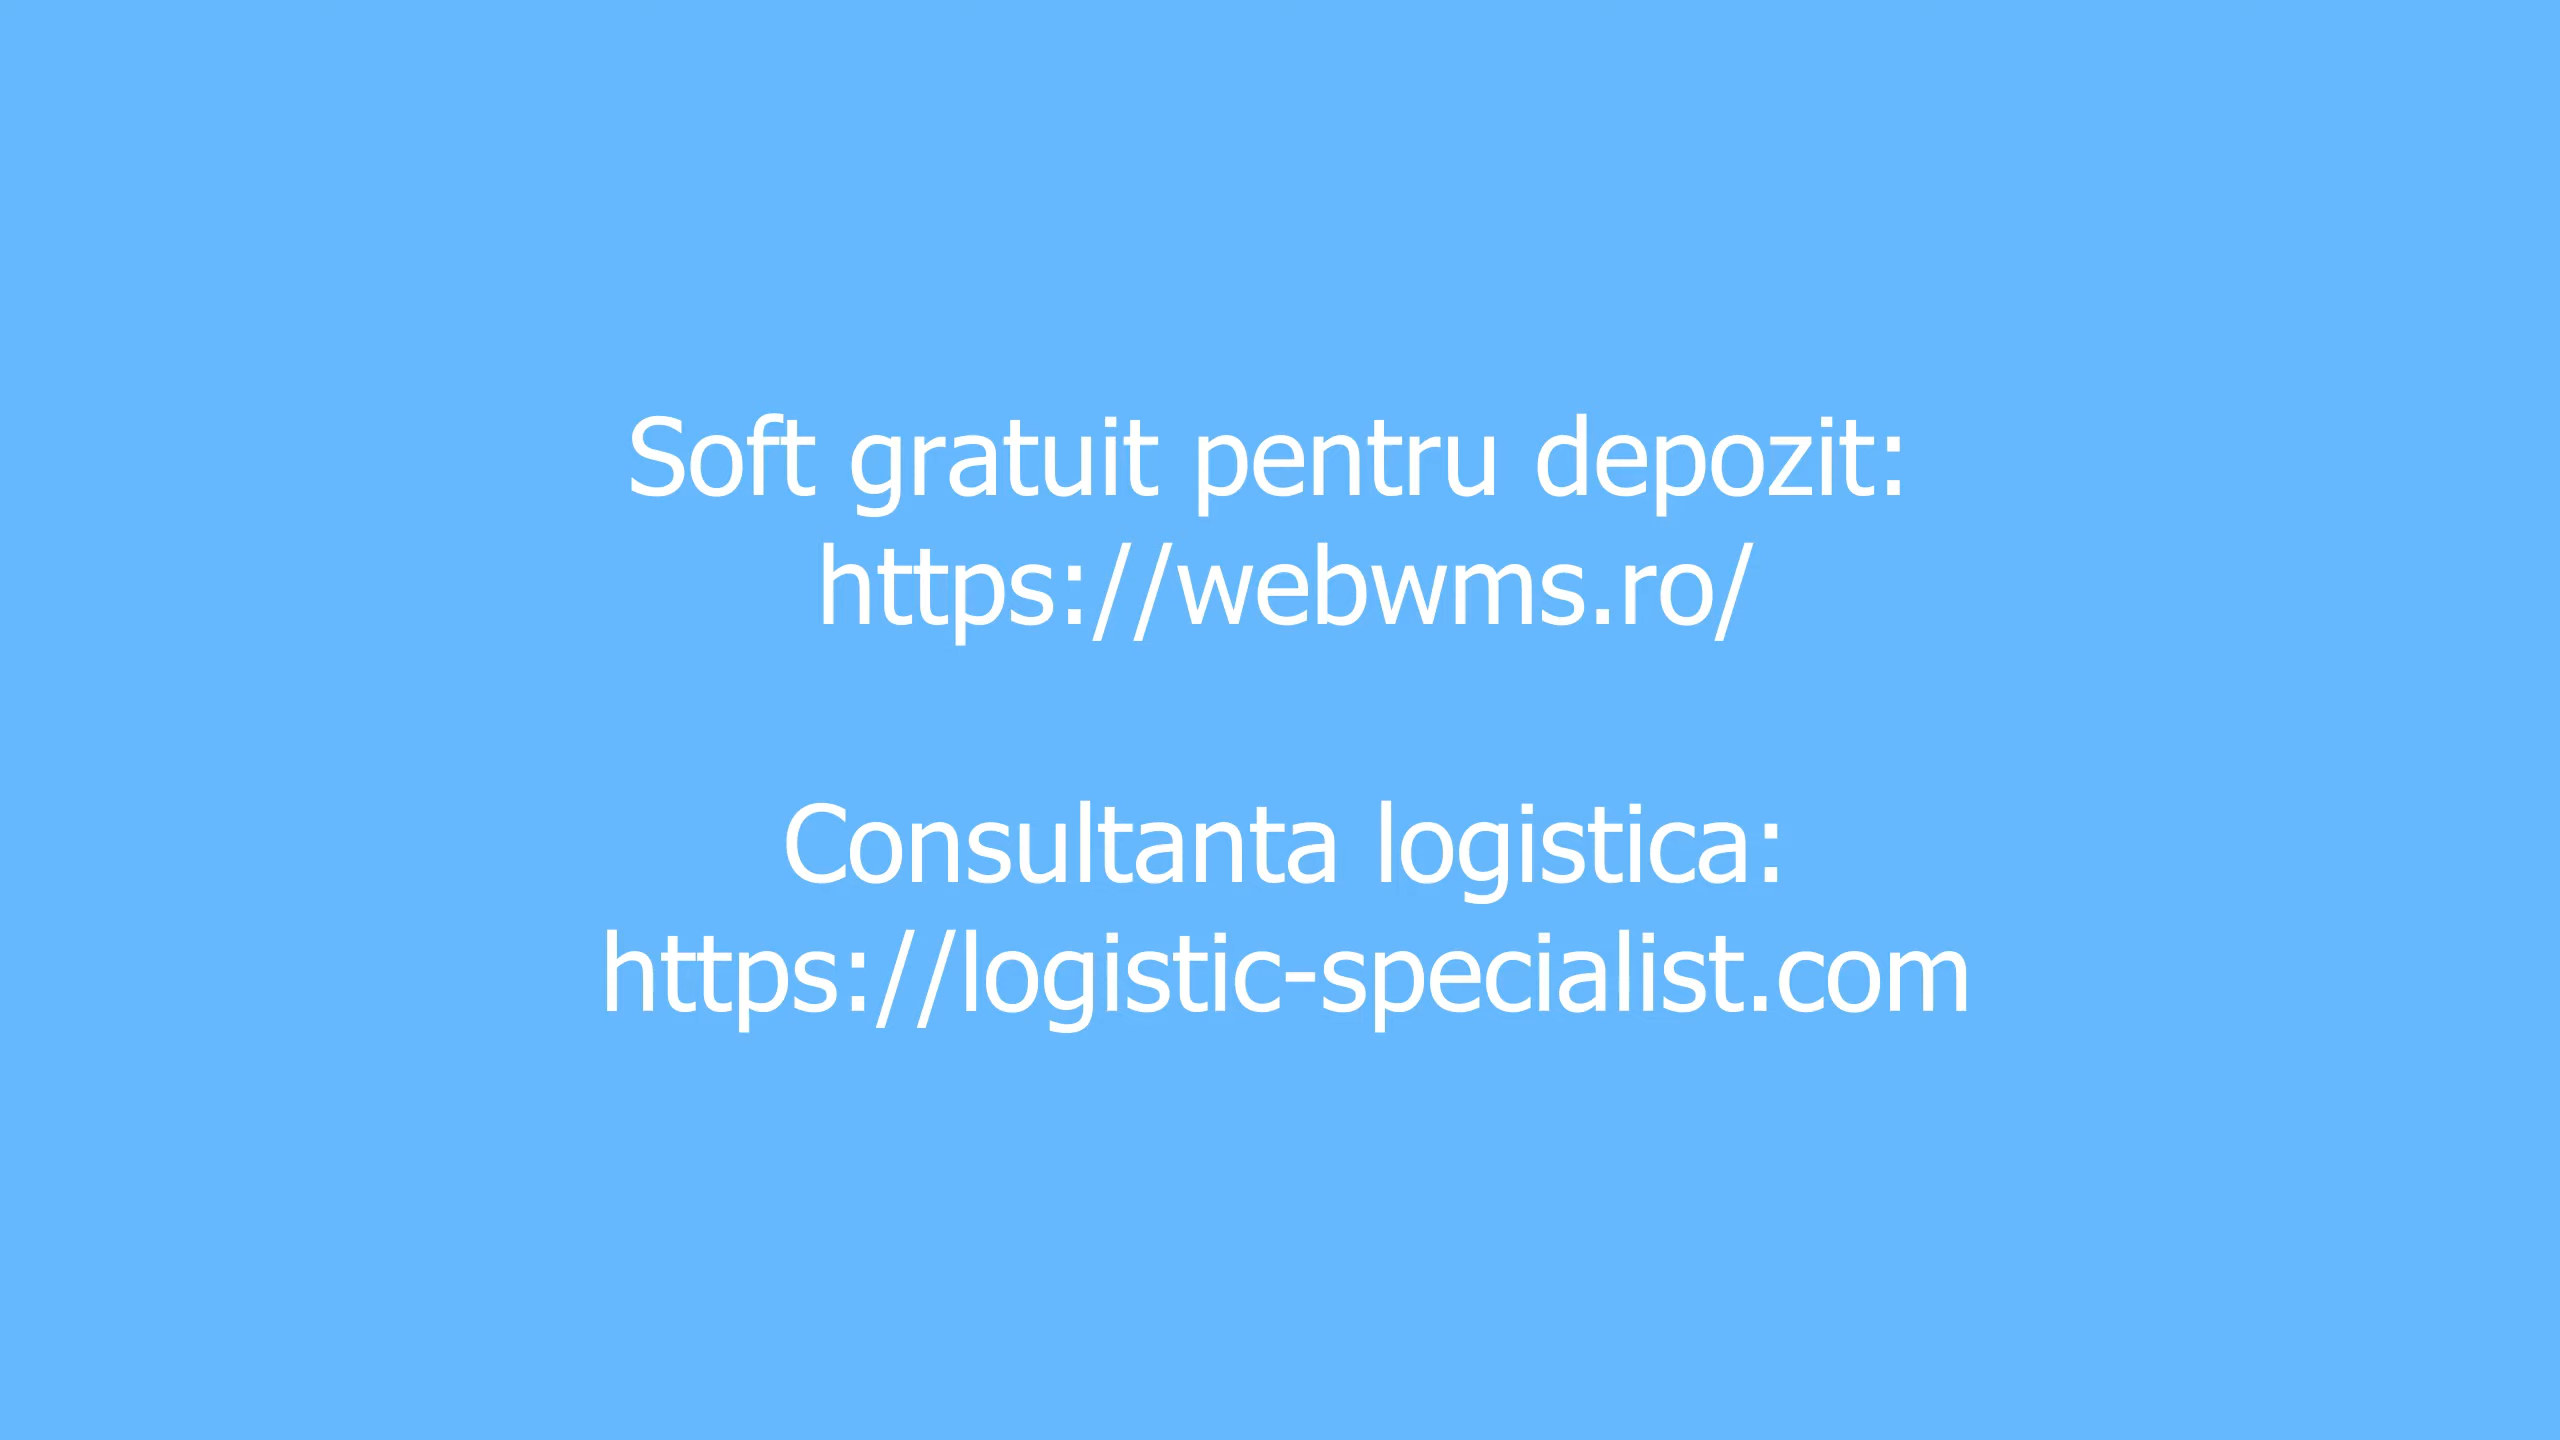 Soft gratuit pentru depozit:
https://webwms.ro/
Consultanta logistica:
https://logistic-specialist.com